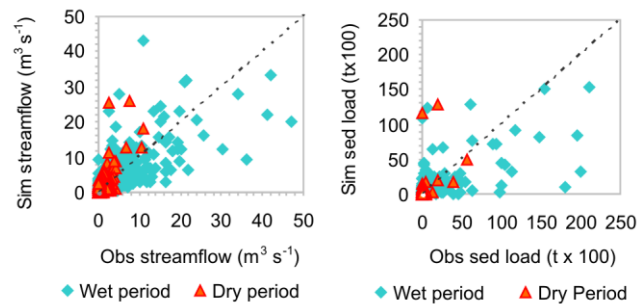 Sim streamflow (m³ s⁻¹)
50
40
30
20
10
0
0 10 20 30 40 50
Obs streamflow (m³ s⁻¹)
Wet period Dry period
Sim sed load (tx100)
250
200
150
100
50
0
0 50 100 150 200 250
Obs sed load (t x 100)
Wet period Dry Period